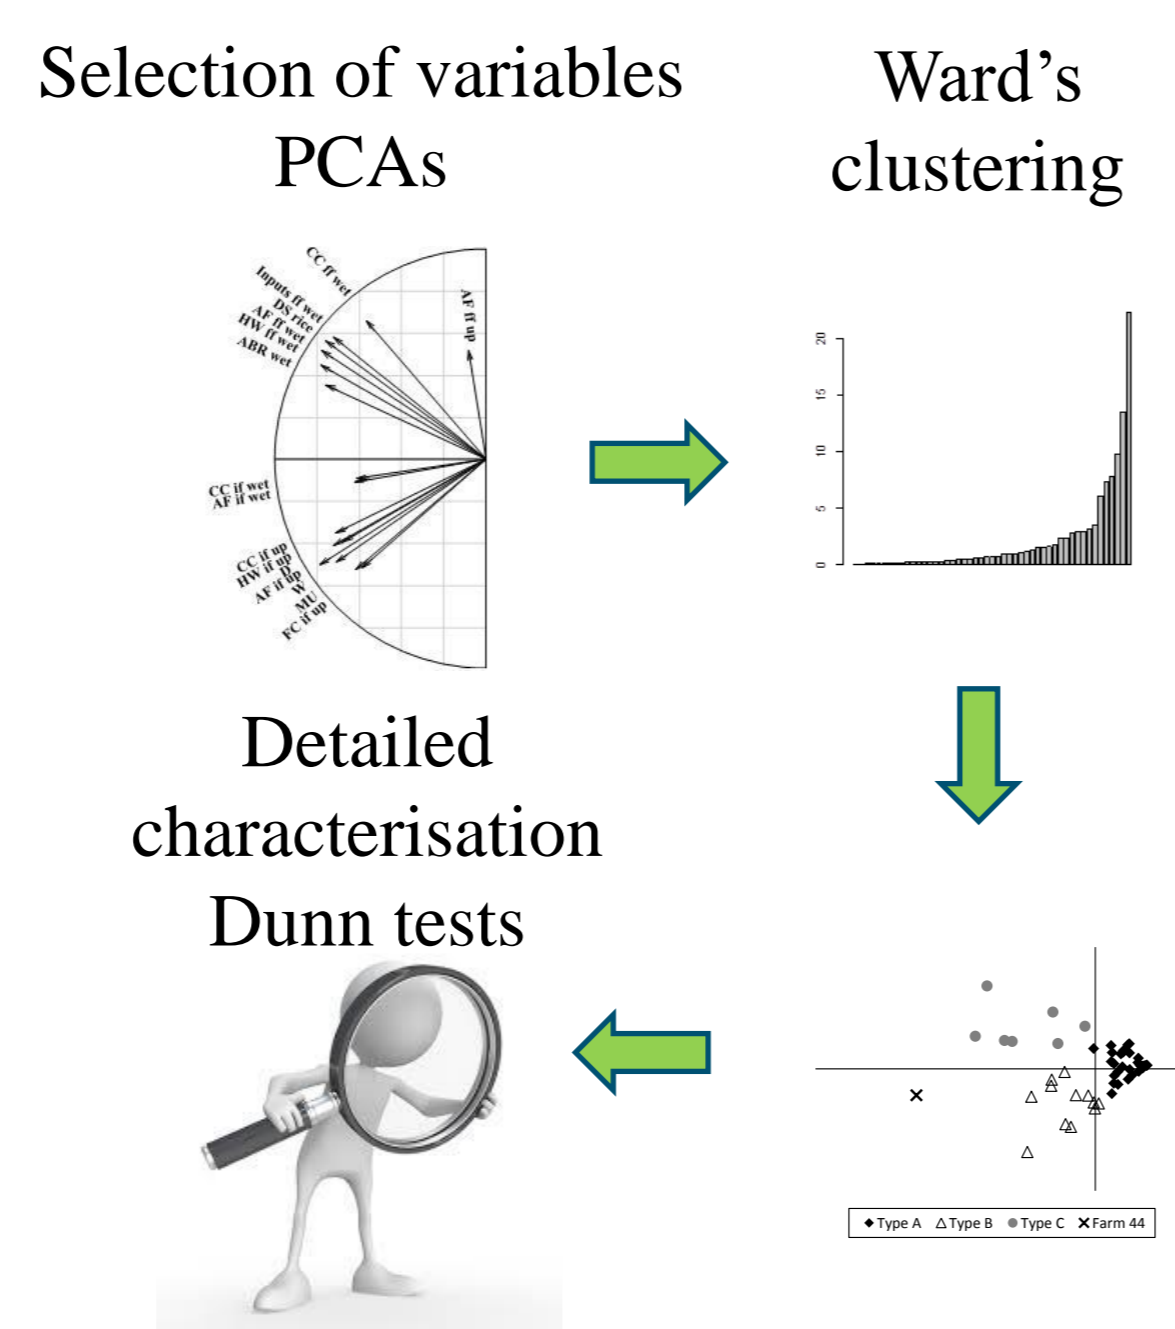 Selection of variables
PCAs
Ward's
clustering
CC ff wet
Inputs ff wet
DS rice
AF ff wet
HW ff wet
ABR wet
AF ff up
CC if wet
AF if wet
CC if up
HW if up
D
AF if up
W
MU
FC if up
20
15
10
5
0
Detailed
characterisation
Dunn tests
Type A Type B Type C Farm 44